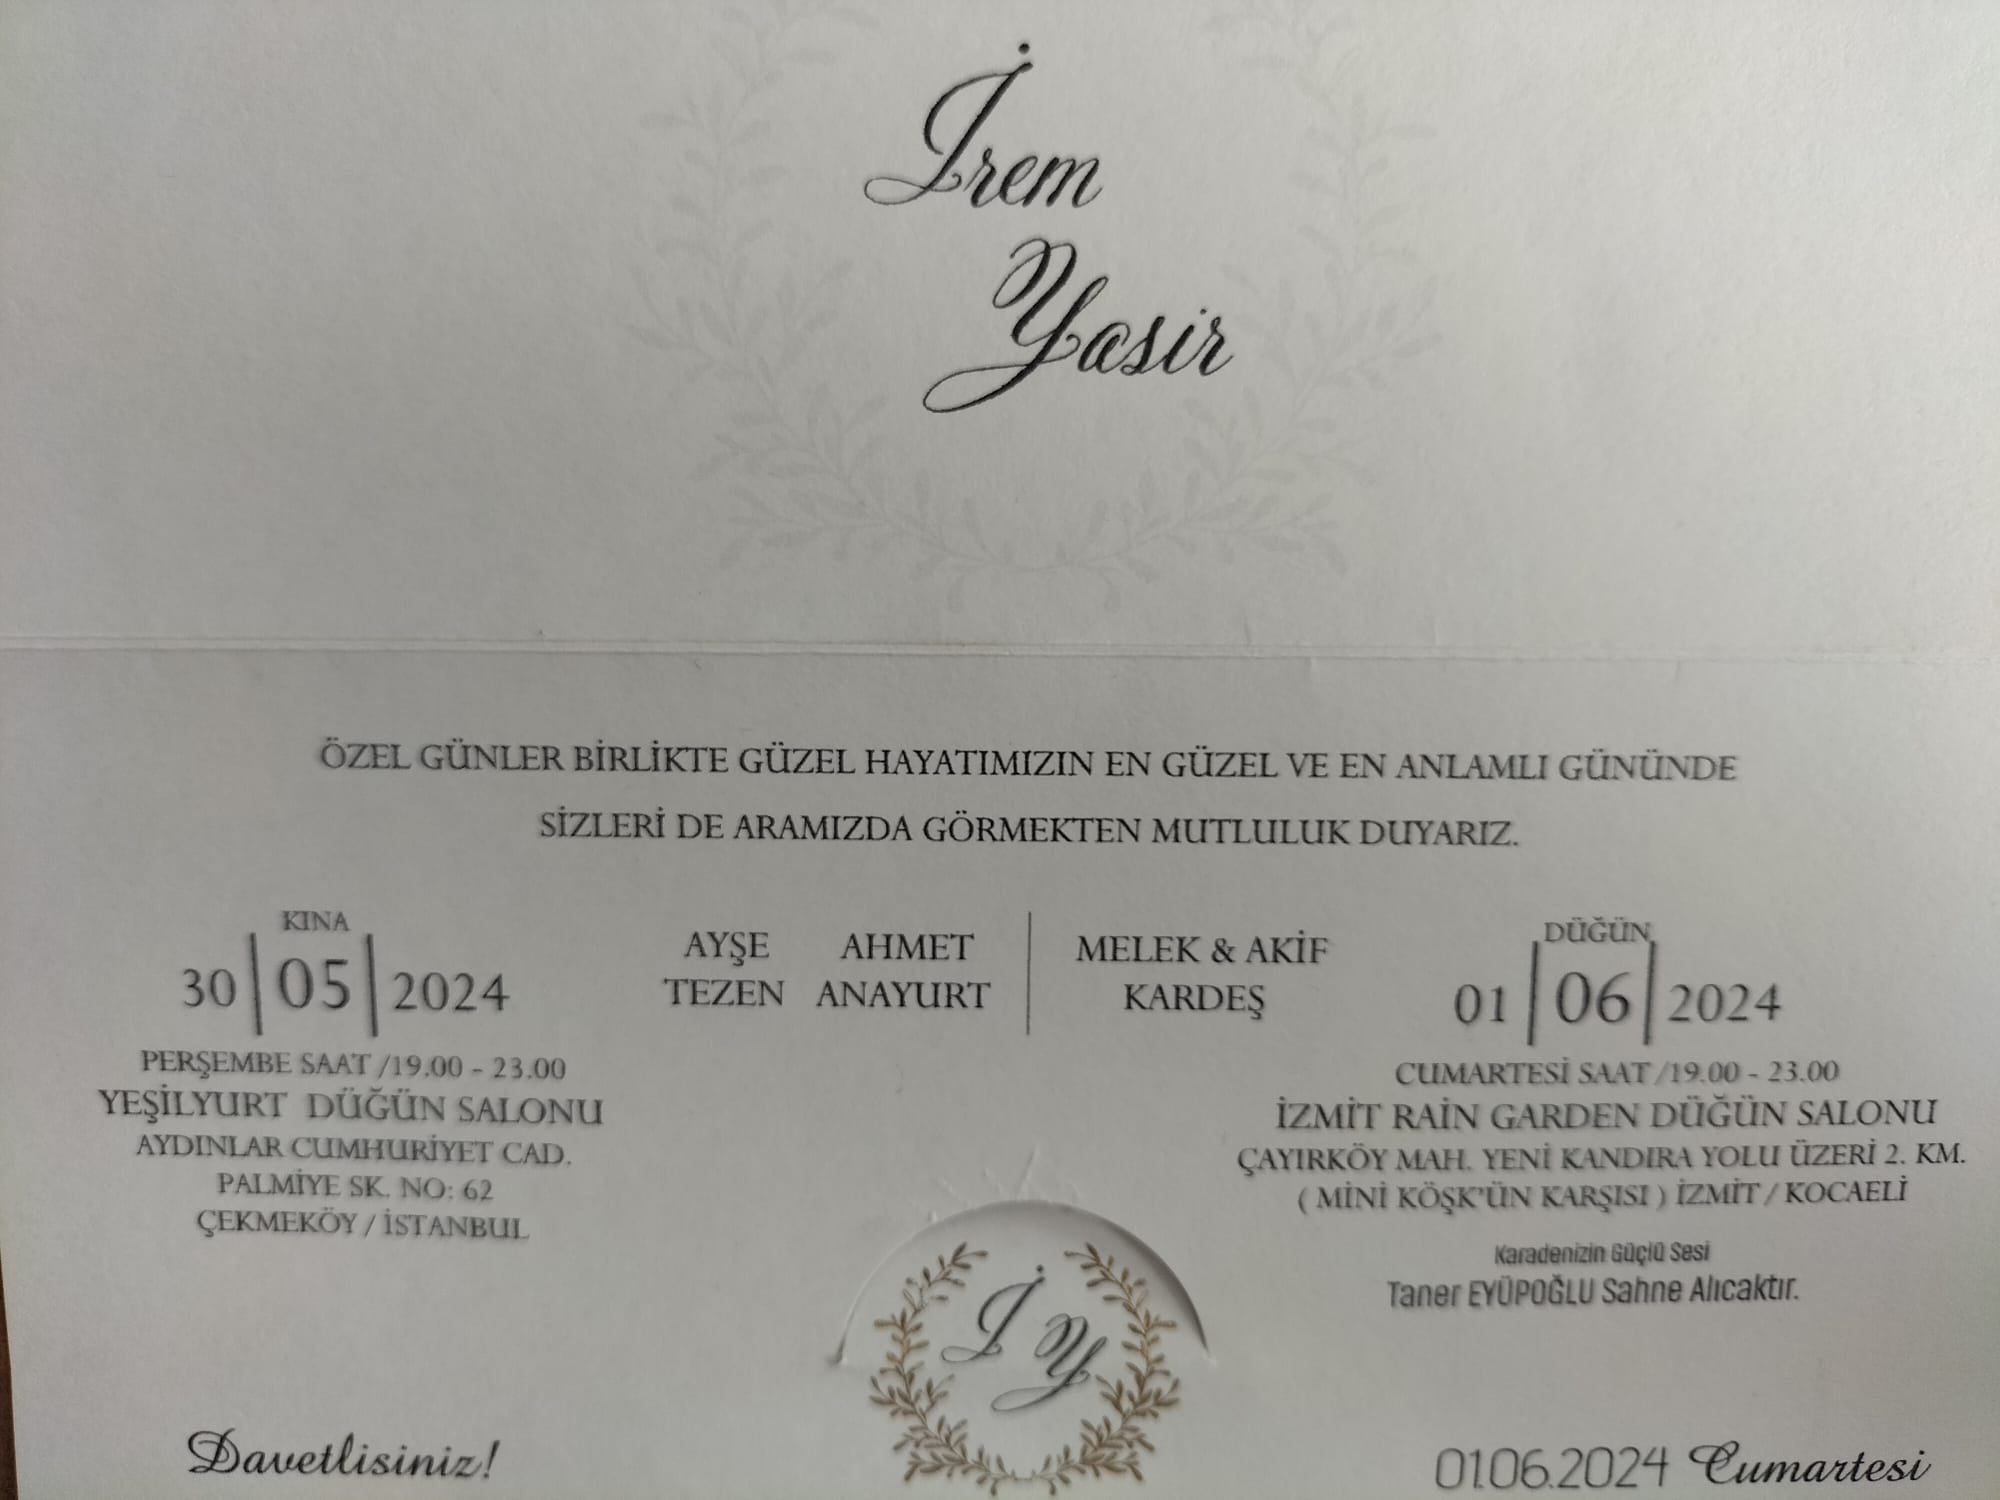 İrem
Yasir
ÖZEL GÜNLER BİRLİKTE GÜZEL HAYATIMIZIN EN GÜZEL VE EN ANLAMLI GÜNÜNDE
SİZLERİ DE ARAMIZDA GÖRMEKTEN MUTLULUK DUYARIZ.
KINA
30 | 05 | 2024
PERŞEMBE SAAT /19.00 - 23.00
YEŞİLYURT DÜĞÜN SALONU
AYDINLAR CUMHURİYET CAD.
PALMİYE SK. NO: 62
ÇEKMEKÖY / İSTANBUL
AYŞE
TEZEN
AHMET
ANAYURT
MELEK & AKİF
KARDEŞ
DÜĞÜN
01 | 06 | 2024
CUMARTESİ SAAT /19.00 - 23.00
İZMİT RAIN GARDEN DÜĞÜN SALONU
ÇAYIRKÖY MAH. YENİ KANDIRA YOLU ÜZERİ 2. KM.
( MİNİ KÖŞK'ÜN KARŞISI ) İZMİT / KOCAELİ
Karadenizin Güçlü Sesi
Taner EYÜPOĞLU Sahne Alıcaktır.
İ Y
Davetlisiniz!
01.06.2024 Cumartesi